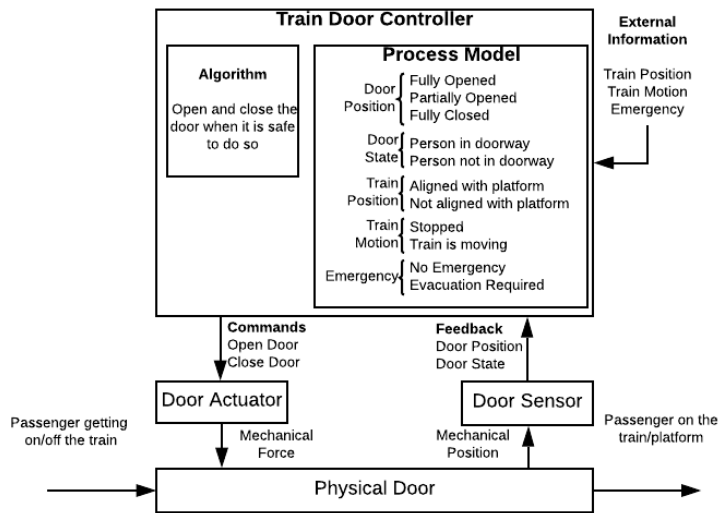 Train Door Controller
External
Information
Train Position
Train Motion
Emergency
Algorithm
Open and close the
door when it is safe
to do so
Process Model
Door
Position
Fully Opened
Partially Opened
Fully Closed
Door
State
Person in doorway
Person not in doorway
Train
Position
Aligned with platform
Not aligned with platform
Train
Motion
Stopped
Train is moving
Emergency
No Emergency
Evacuation Required
Commands
Open Door
Close Door
Feedback
Door Position
Door State
Door Actuator
Door Sensor
Passenger getting
on/off the train
Mechanical
Force
Mechanical
Position
Passenger on the
train/platform
Physical Door